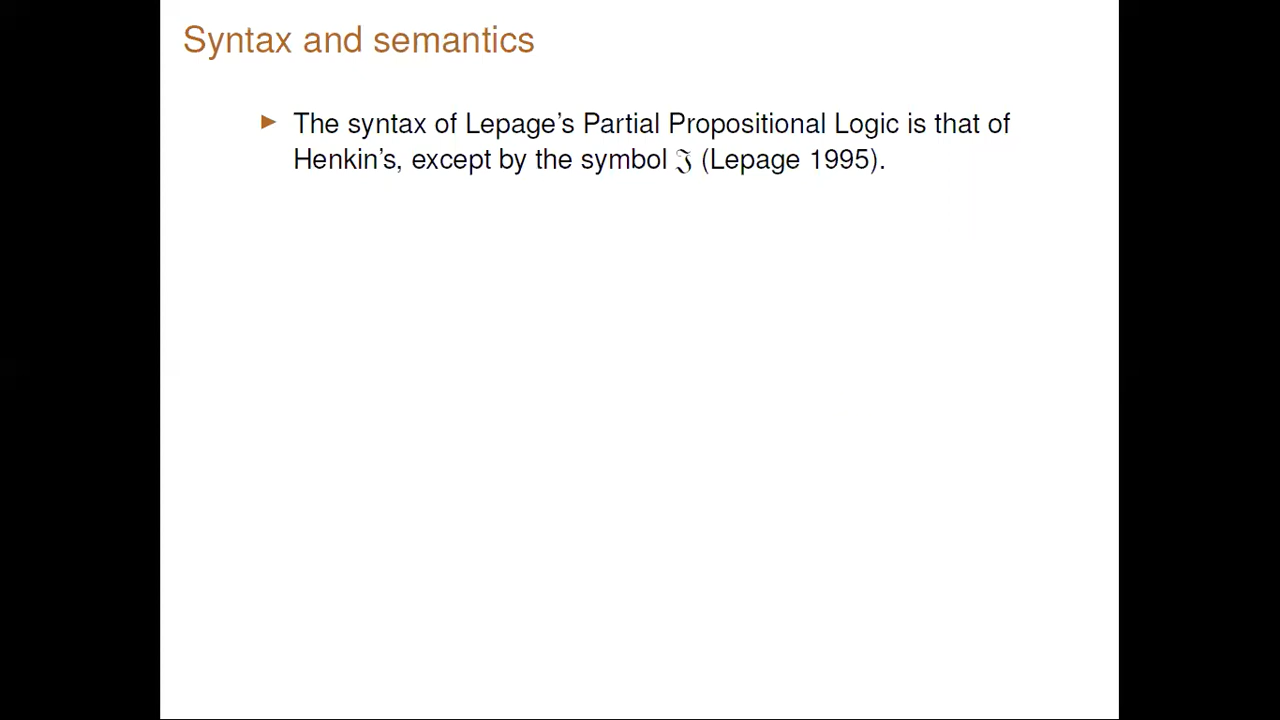 Syntax and semantics
▶ The syntax of Lepage's Partial Propositional Logic is that of
Henkin's, except by the symbol ℑ (Lepage 1995).